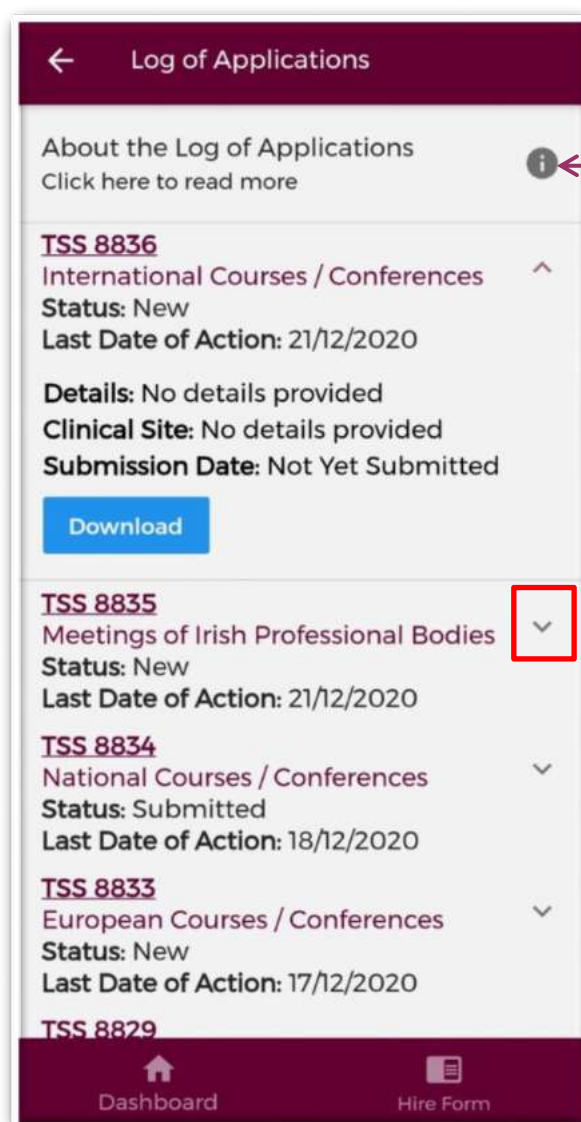 Log of Applications
About the Log of Applications
Click here to read more
TSS 8836
International Courses / Conferences
Status: New
Last Date of Action: 21/12/2020
Details: No details provided
Clinical Site: No details provided
Submission Date: Not Yet Submitted
Download
TSS 8835
Meetings of Irish Professional Bodies
Status: New
Last Date of Action: 21/12/2020
TSS 8834
National Courses / Conferences
Status: Submitted
Last Date of Action: 18/12/2020
TSS 8833
European Courses / Conferences
Status: New
Last Date of Action: 17/12/2020
TSS 8829
Dashboard
Hire Form